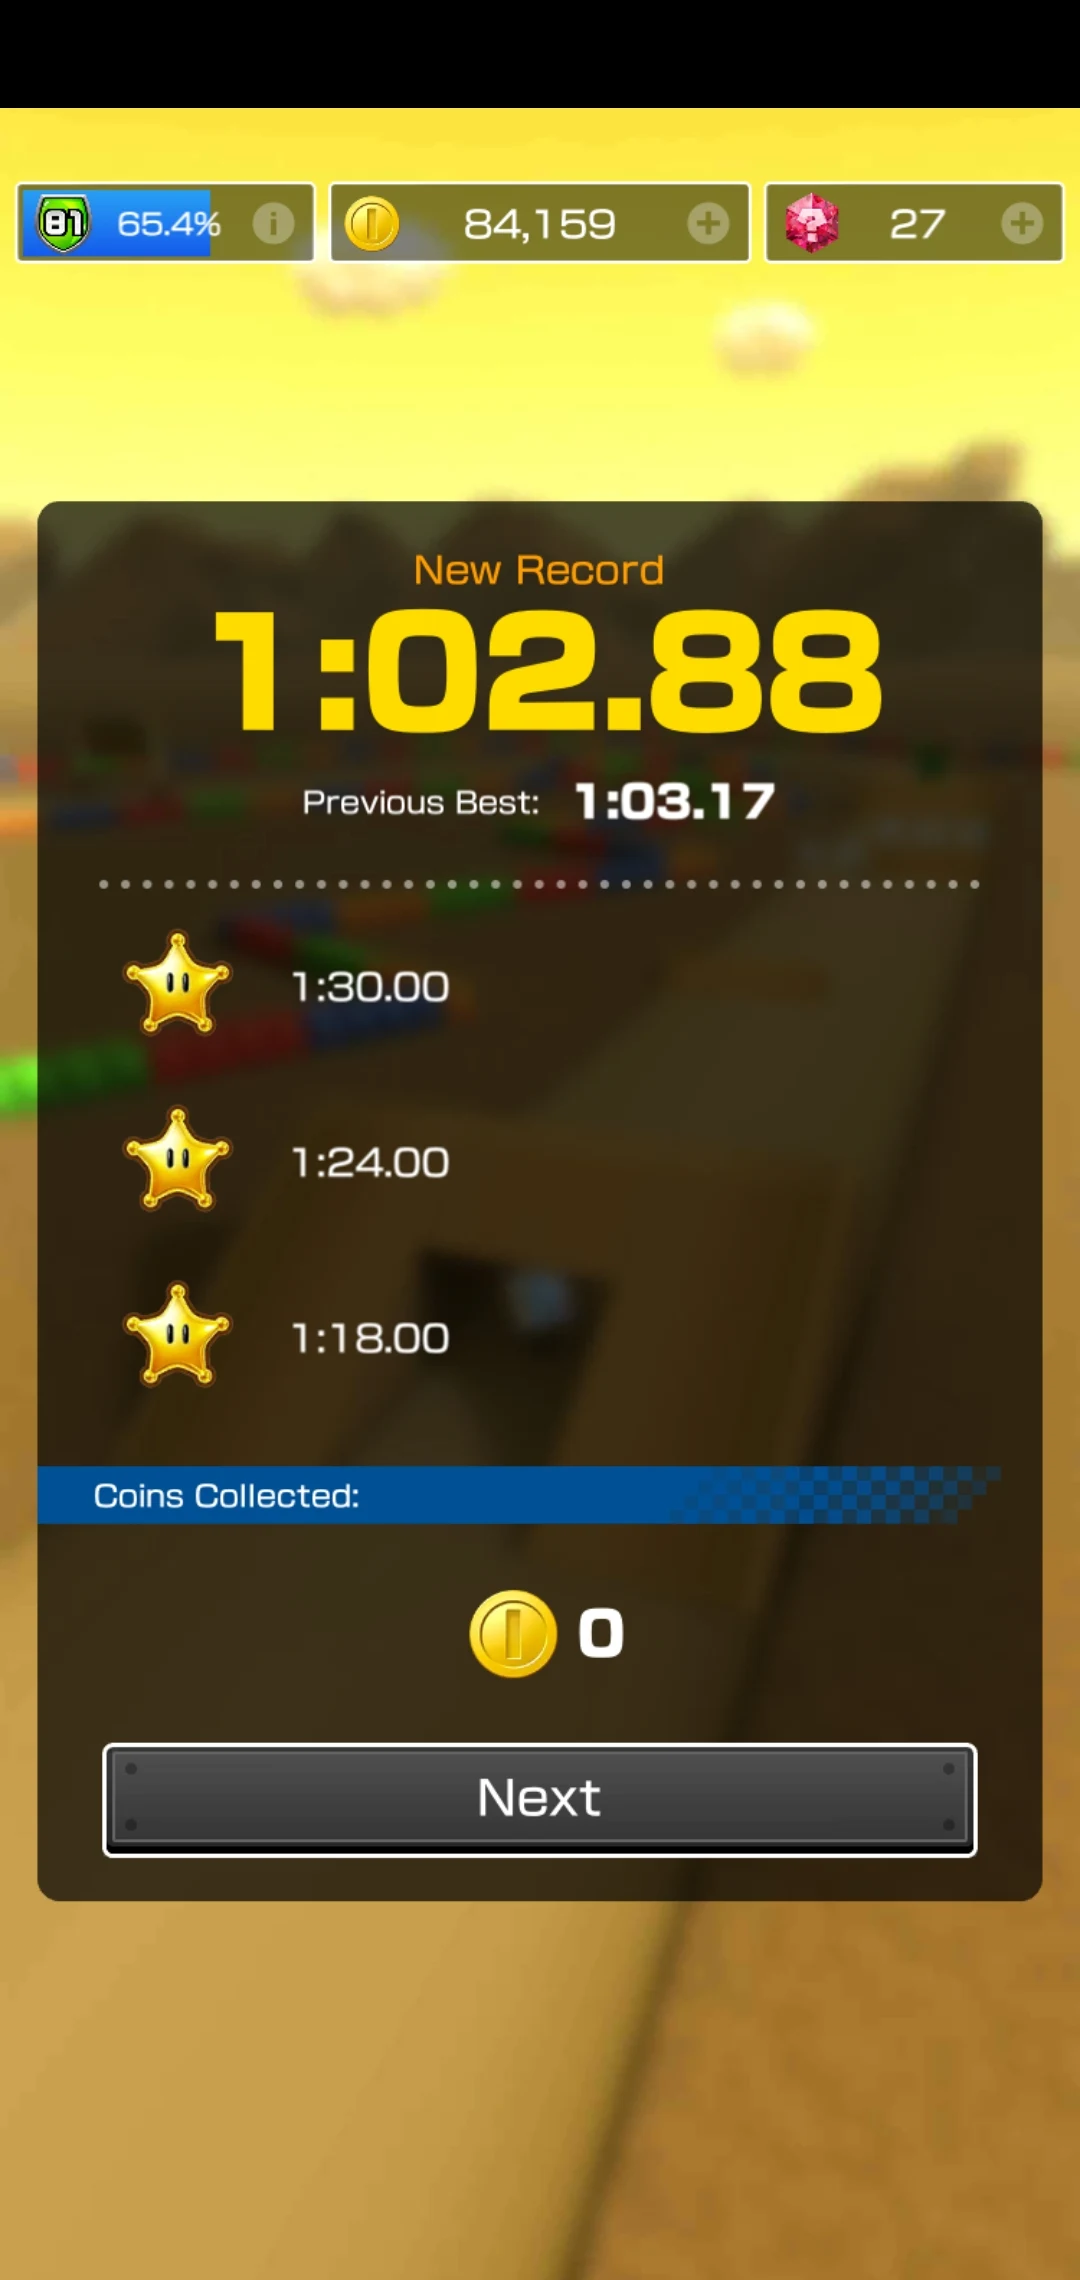 81 65.4% i 84,159 + ? 27 +
New Record
1:02.88
Previous Best: 1:03.17
1:30.00
1:24.00
1:18.00
Coins Collected:
0
Next